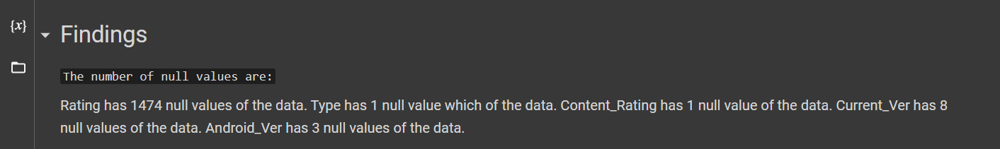 {x}
Findings
The number of null values are:
Rating has 1474 null values of the data. Type has 1 null value which of the data. Content_Rating has 1 null value of the data. Current_Ver has 8
null values of the data. Android_Ver has 3 null values of the data.